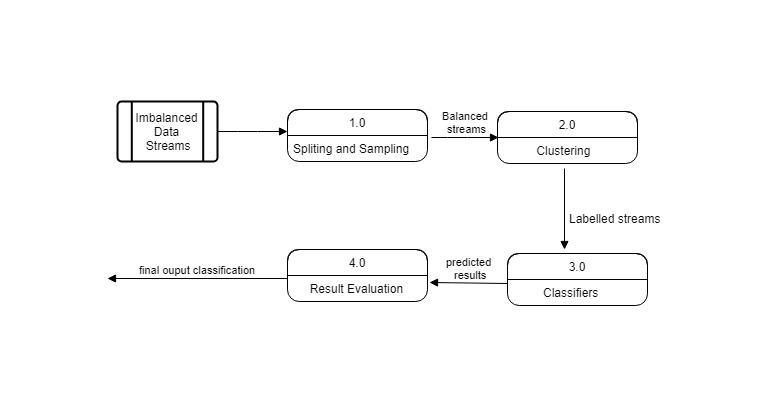 Imbalanced
Data
Streams
1.0
Spliting and Sampling
Balanced
streams
2.0
Clustering
Labelled streams
3.0
Classifiers
predicted
results
4.0
Result Evaluation
final ouput classification